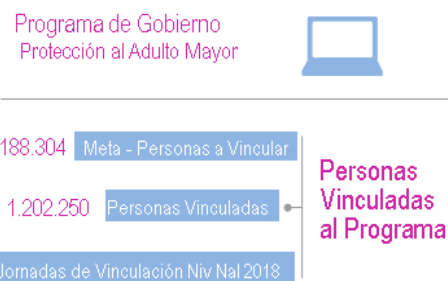 Programa de Gobierno
Protección al Adulto Mayor
188.304 Meta - Personas a Vincular
1.202.250 Personas Vinculadas
Personas
Vinculadas
al Programa
Jornadas de Vinculación Niv Nal 2018